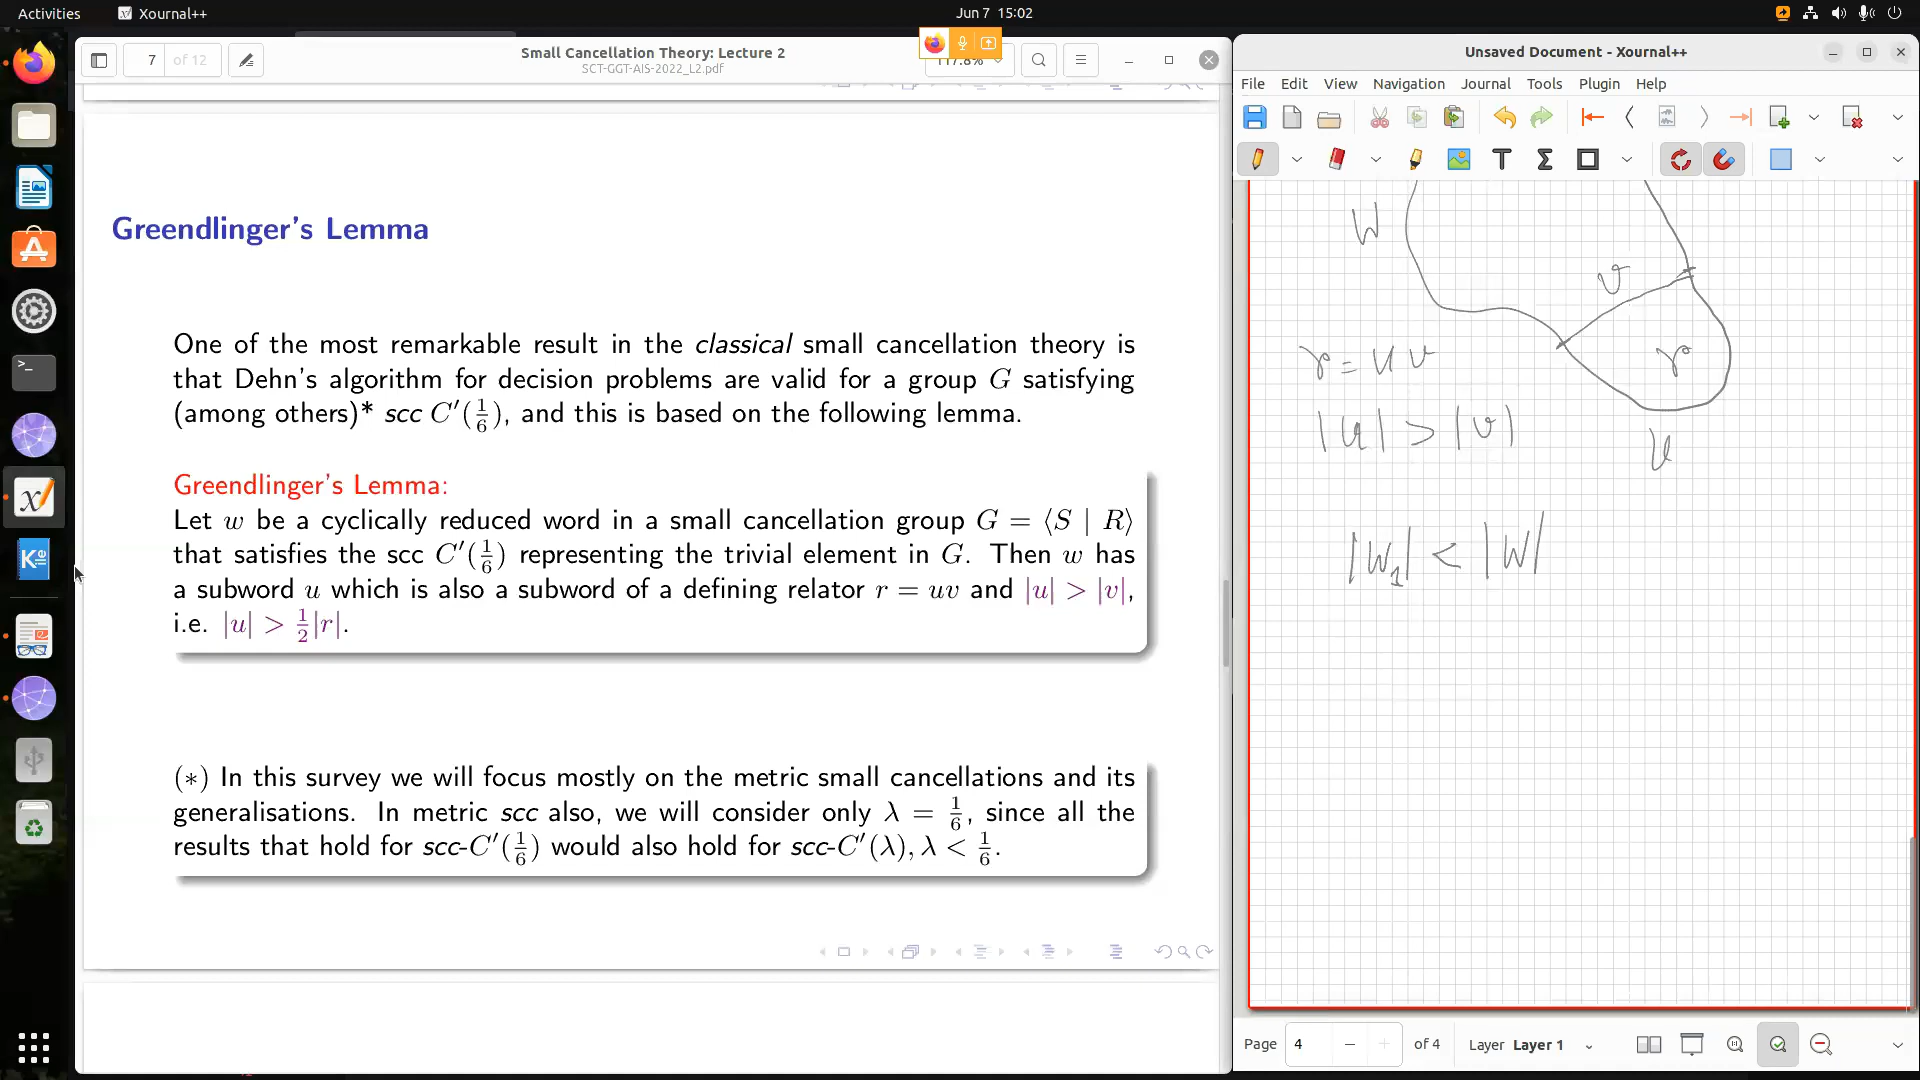 Activities
Xournal++
Jun 7 15:02
7 of 12
Small Cancellation Theory: Lecture 2
SCT-GGT-AIS-2022_L2.pdf
Greendlinger's Lemma
One of the most remarkable result in the classical small cancellation theory is
that Dehn's algorithm for decision problems are valid for a group G satisfying
(among others)* scc C′(1/6), and this is based on the following lemma.
Greendlinger's Lemma:
Let w be a cyclically reduced word in a small cancellation group G = ⟨S | R⟩
that satisfies the scc C′(1/6) representing the trivial element in G. Then w has
a subword u which is also a subword of a defining relator r = uv and |u| > |v|,
i.e. |u| > 1/2|r|.
(∗) In this survey we will focus mostly on the metric small cancellations and its
generalisations. In metric scc also, we will consider only λ = 1/6, since all the
results that hold for scc-C′(1/6) would also hold for scc-C′(λ), λ < 1/6.
Unsaved Document - Xournal++
File Edit View Navigation Journal Tools Plugin Help
W
v
r = u v
r
|u| > |v|
u
|W₁| < |W|
Page 4 of 4 Layer Layer 1